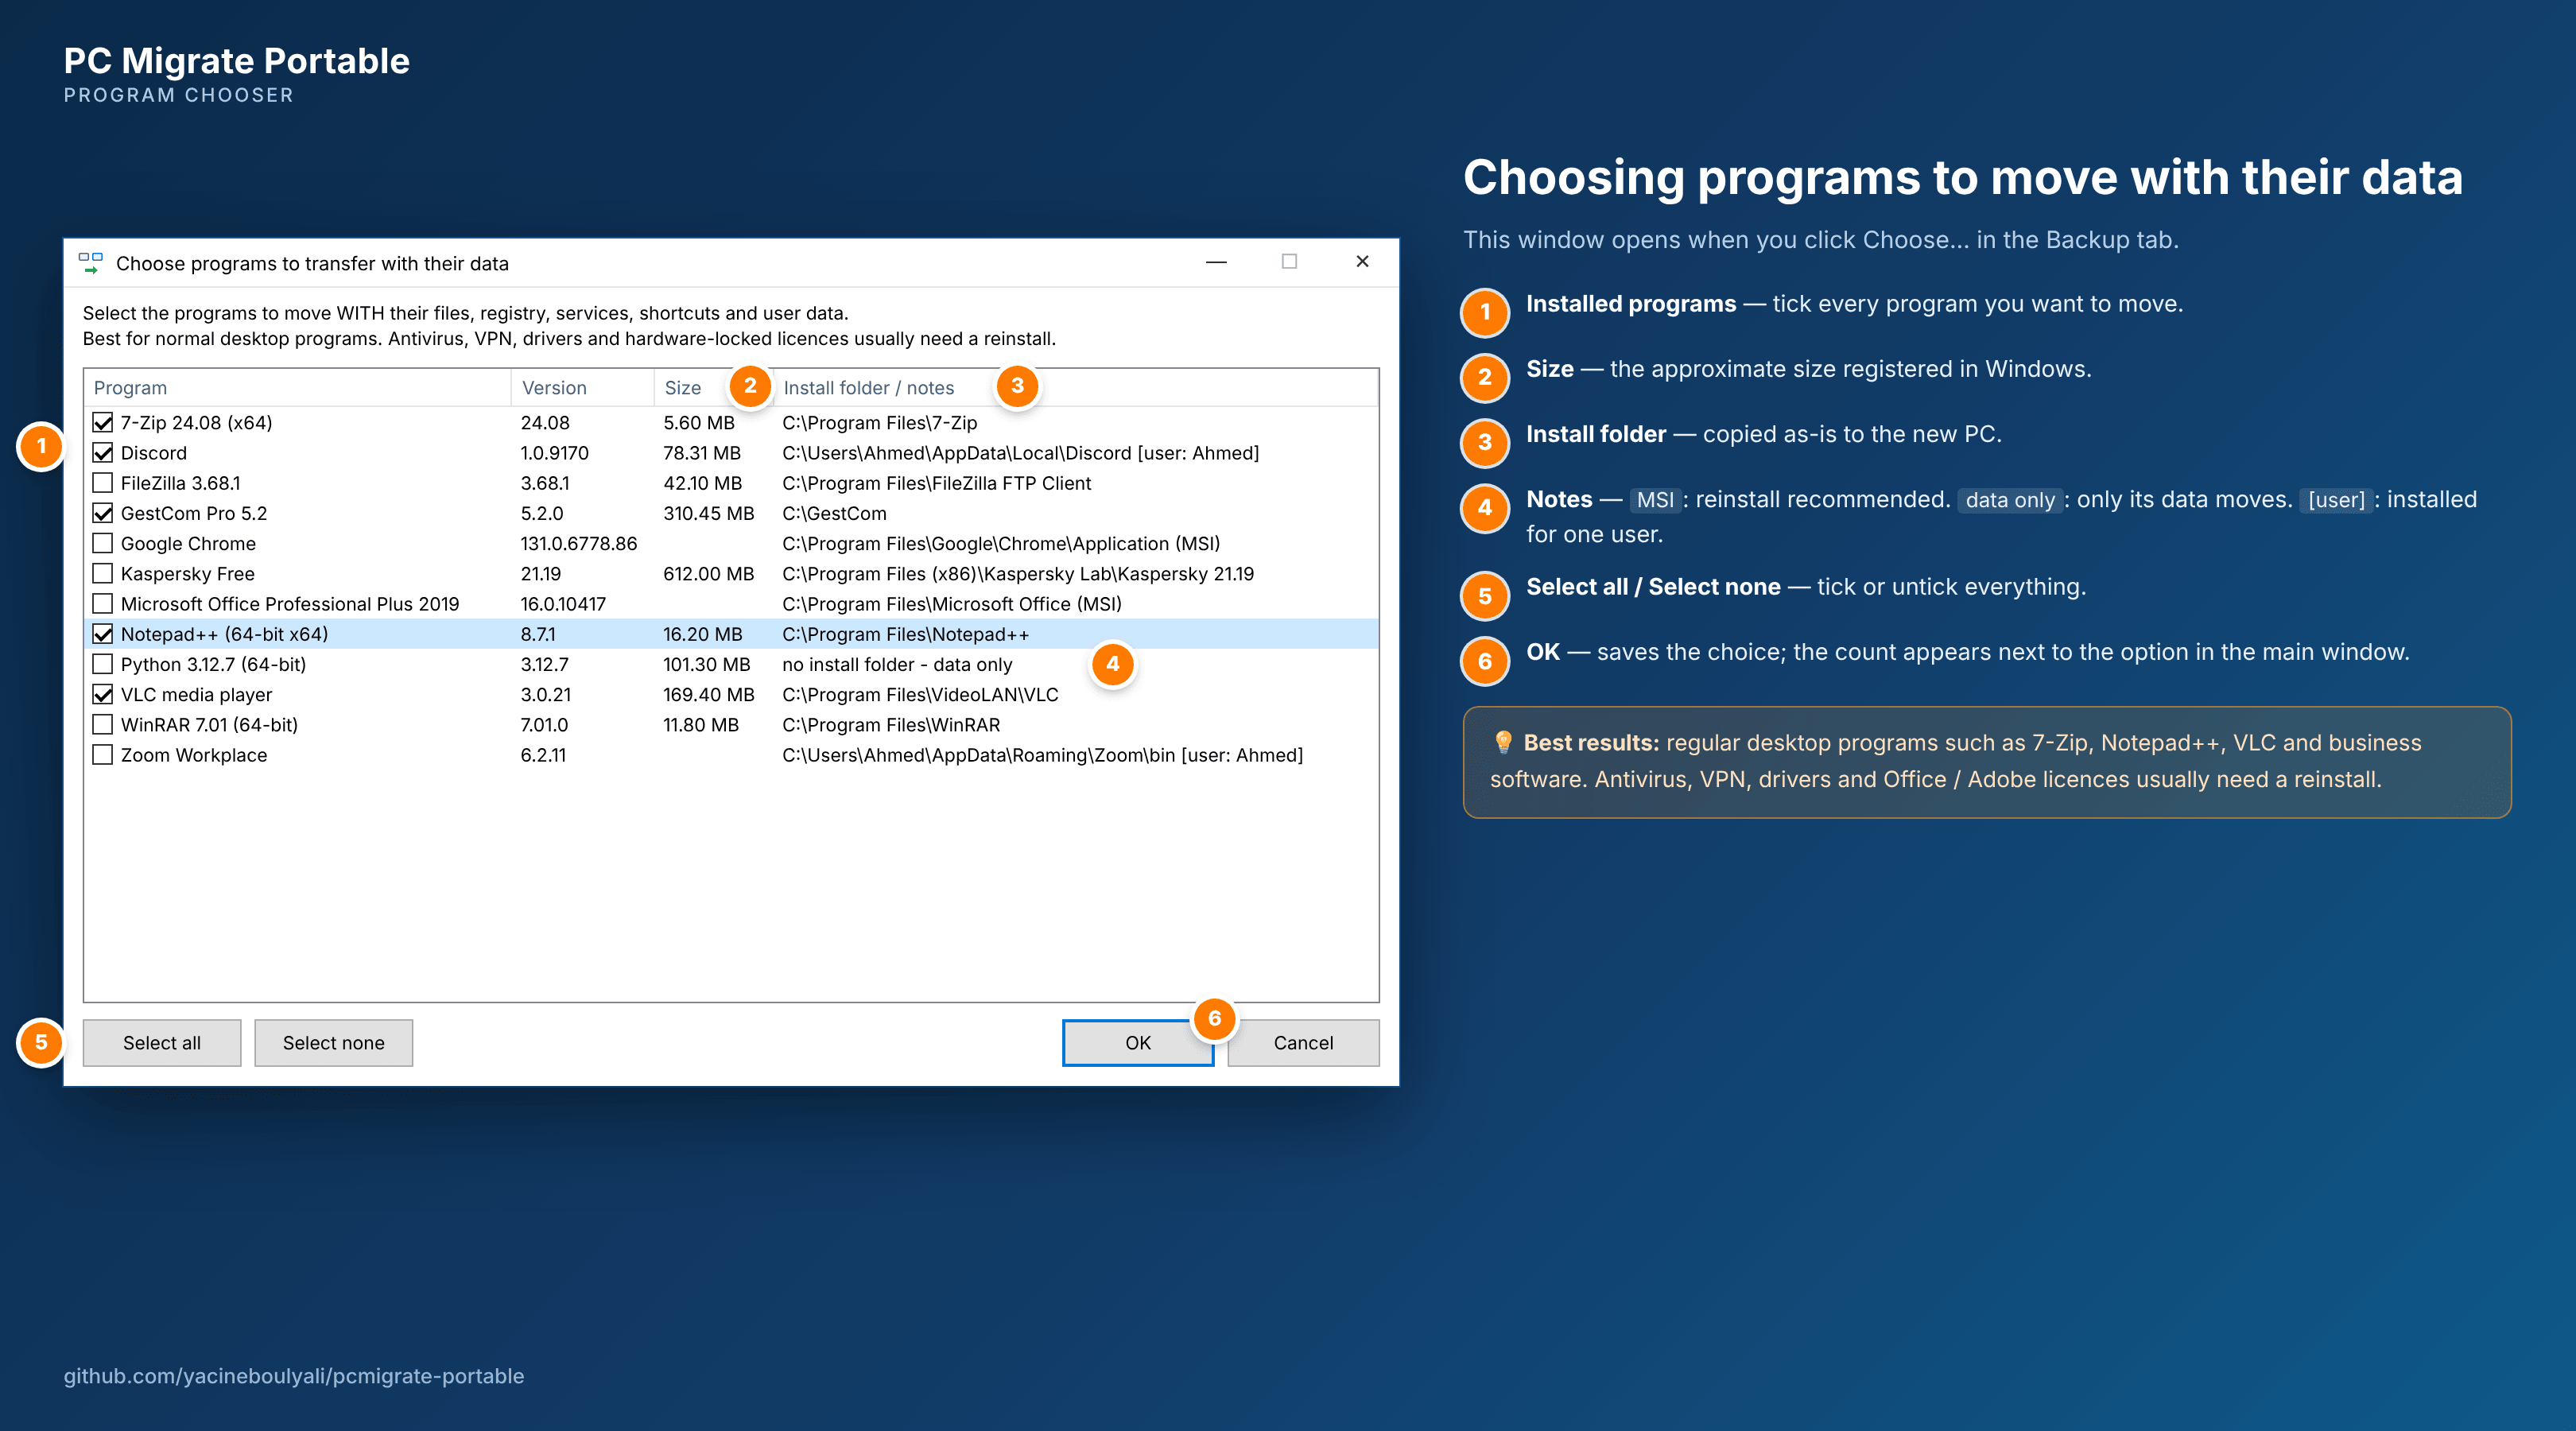 PC Migrate Portable
PROGRAM CHOOSER
Choose programs to transfer with their data
Select the programs to move WITH their files, registry, services, shortcuts and user data.
Best for normal desktop programs. Antivirus, VPN, drivers and hardware-locked licences usually need a reinstall.
Program Version Size 2 Install folder / notes 3
1
7-Zip 24.08 (x64) 24.08 5.60 MB C:\Program Files\7-Zip
Discord 1.0.9170 78.31 MB C:\Users\Ahmed\AppData\Local\Discord [user: Ahmed]
FileZilla 3.68.1 3.68.1 42.10 MB C:\Program Files\FileZilla FTP Client
GestCom Pro 5.2 5.2.0 310.45 MB C:\GestCom
Google Chrome 131.0.6778.86 C:\Program Files\Google\Chrome\Application (MSI)
Kaspersky Free 21.19 612.00 MB C:\Program Files (x86)\Kaspersky Lab\Kaspersky 21.19
Microsoft Office Professional Plus 2019 16.0.10417 C:\Program Files\Microsoft Office (MSI)
Notepad++ (64-bit x64) 8.7.1 16.20 MB C:\Program Files\Notepad++
Python 3.12.7 (64-bit) 3.12.7 101.30 MB no install folder - data only 4
VLC media player 3.0.21 169.40 MB C:\Program Files\VideoLAN\VLC
WinRAR 7.01 (64-bit) 7.01.0 11.80 MB C:\Program Files\WinRAR
Zoom Workplace 6.2.11 C:\Users\Ahmed\AppData\Roaming\Zoom\bin [user: Ahmed]
5 Select all Select none OK 6 Cancel
Choosing programs to move with their data
This window opens when you click Choose... in the Backup tab.
1 Installed programs — tick every program you want to move.
2 Size — the approximate size registered in Windows.
3 Install folder — copied as-is to the new PC.
4 Notes — MSI: reinstall recommended. data only: only its data moves. [user]: installed
for one user.
5 Select all / Select none — tick or untick everything.
6 OK — saves the choice; the count appears next to the option in the main window.
💡 Best results: regular desktop programs such as 7-Zip, Notepad++, VLC and business
software. Antivirus, VPN, drivers and Office / Adobe licences usually need a reinstall.
github.com/yacineboulyali/pcmigrate-portable